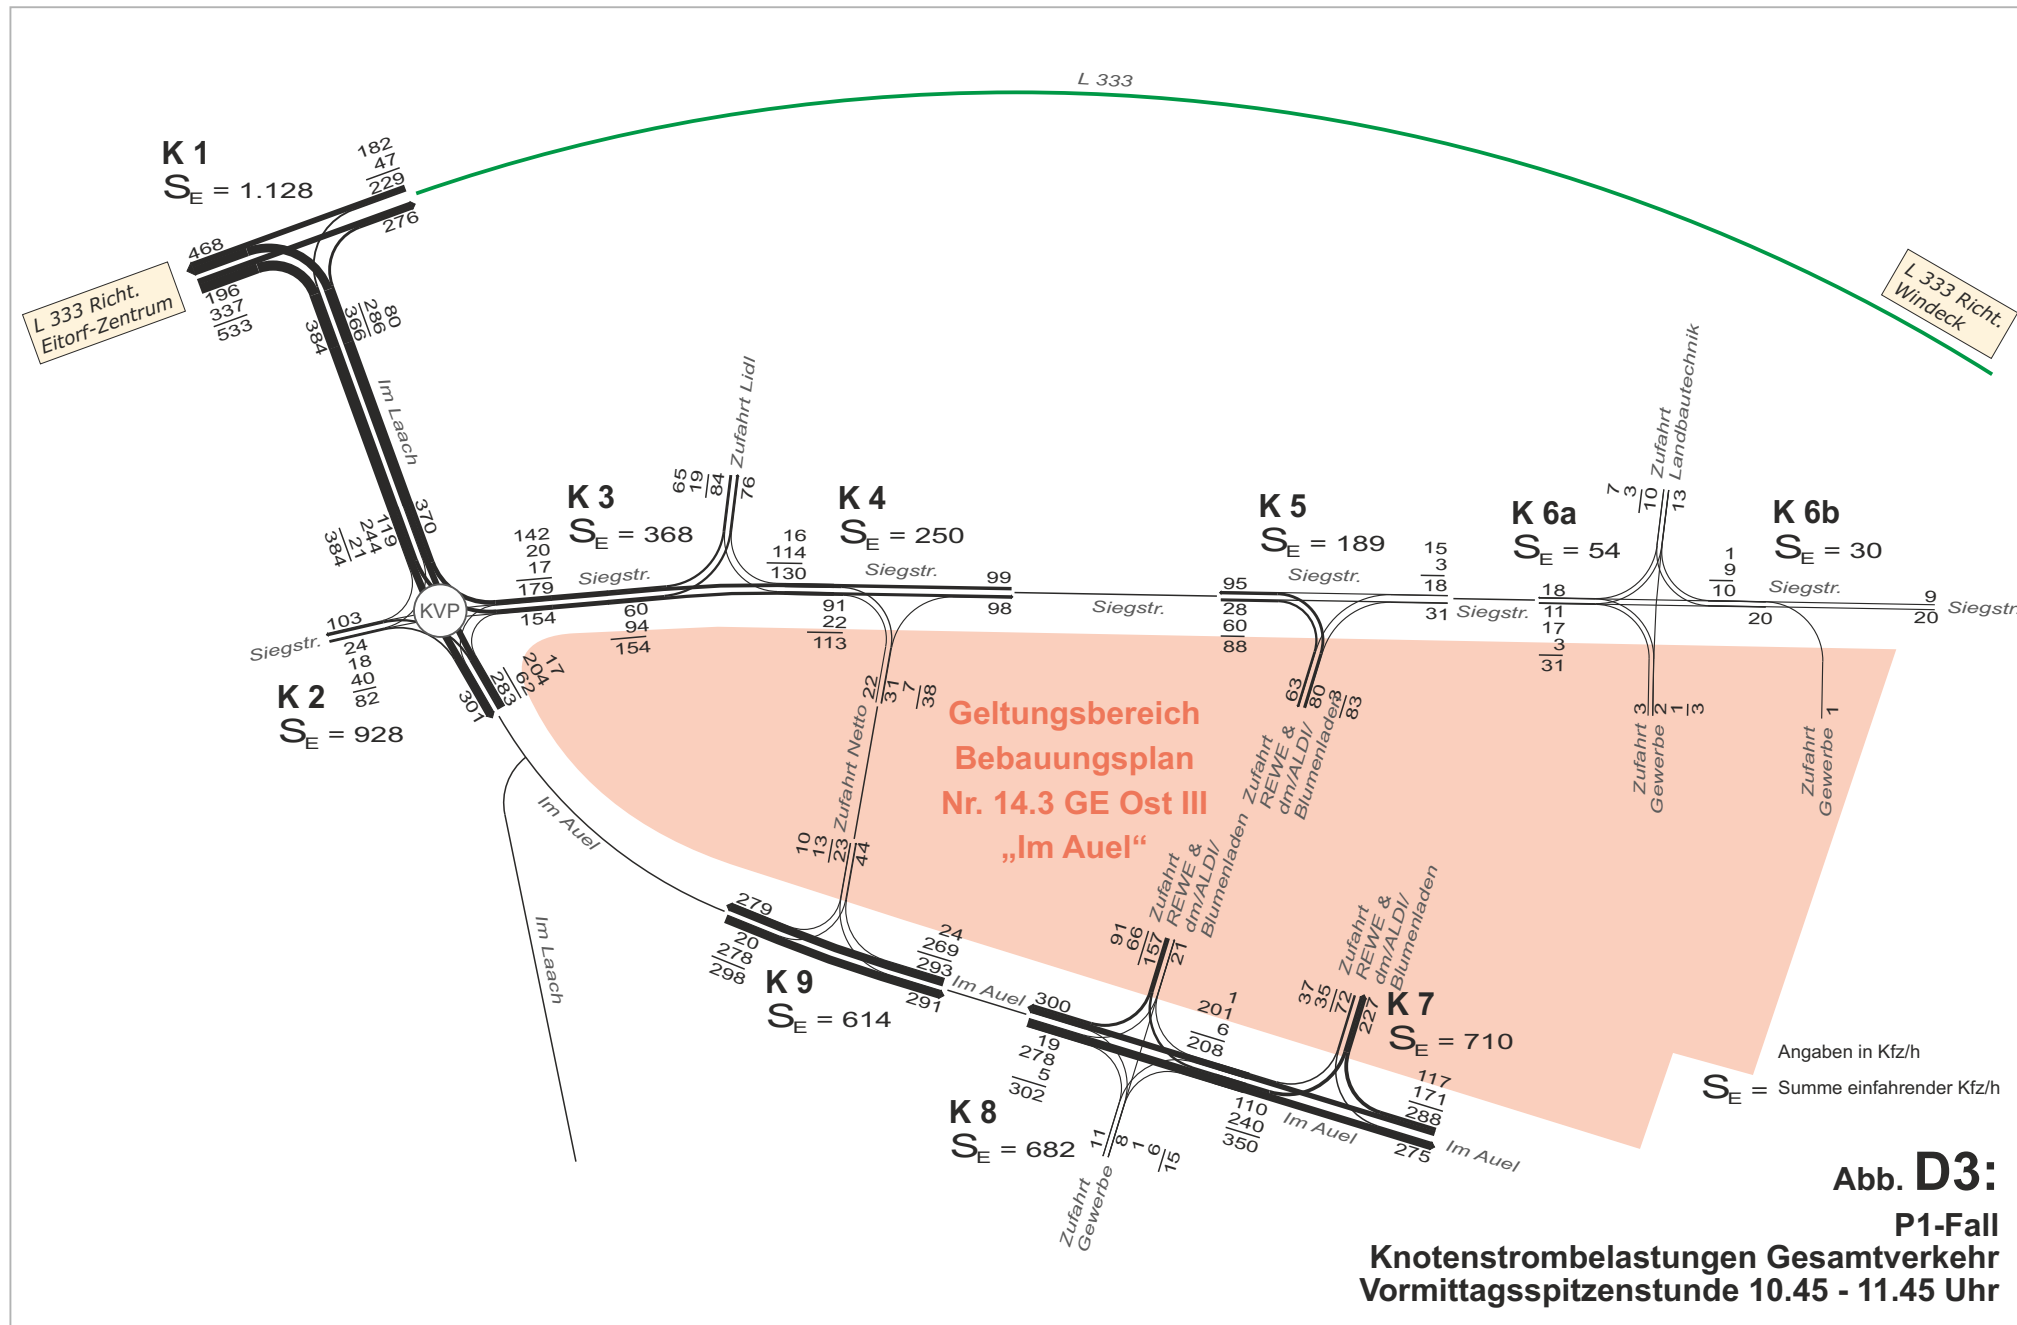 L 333
K 1
SE = 1.128
182
47
229
276
468
196
337
533
L 333 Richt.
Eitorf-Zentrum
L 333 Richt.
Windeck
384
366
286
80
Im Laach
370
119
244
21
384
KVP
103
24
18
40
82
Siegstr.
K 2
SE = 928
301
283
62
204
17
142
20
17
179
154
K 3
SE = 368
Siegstr.
60
94
154
65
19
84
76
Zufahrt Lidl
16
114
130
K 4
SE = 250
Siegstr.
99
98
91
22
113
22
31
7
38
Zufahrt Netto
Siegstr.
K 5
SE = 189
Siegstr.
95
28
60
88
15
3
18
31
63
80
3
83
Zufahrt
REWE &
dm/ALDI/
Blumenladen
Siegstr.
K 6a
SE = 54
18
11
17
3
31
7
3
10
13
Zufahrt
Landbautechnik
1
9
10
K 6b
SE = 30
Siegstr.
20
9
20
Siegstr.
3
2
1
3
Zufahrt
Gewerbe
1
Zufahrt
Gewerbe
Geltungsbereich
Bebauungsplan
Nr. 14.3 GE Ost III
„Im Auel“
Im Auel
Im Laach
10
13
23
44
279
20
278
298
24
269
293
291
K 9
SE = 614
Im Auel
91
66
157
21
Zufahrt
REWE &
dm/ALDI/
Blumenladen
300
19
278
5
302
1
201
6
208
K 8
SE = 682
11
8
1
6
15
Zufahrt
Gewerbe
37
35
72
227
Zufahrt
REWE &
dm/ALDI/
Blumenladen
K 7
SE = 710
117
171
288
275
110
240
350
Im Auel
Im Auel
Angaben in Kfz/h
SE = Summe einfahrender Kfz/h
Abb. D3:
P1-Fall
Knotenstrombelastungen Gesamtverkehr
Vormittagsspitzenstunde 10.45 - 11.45 Uhr